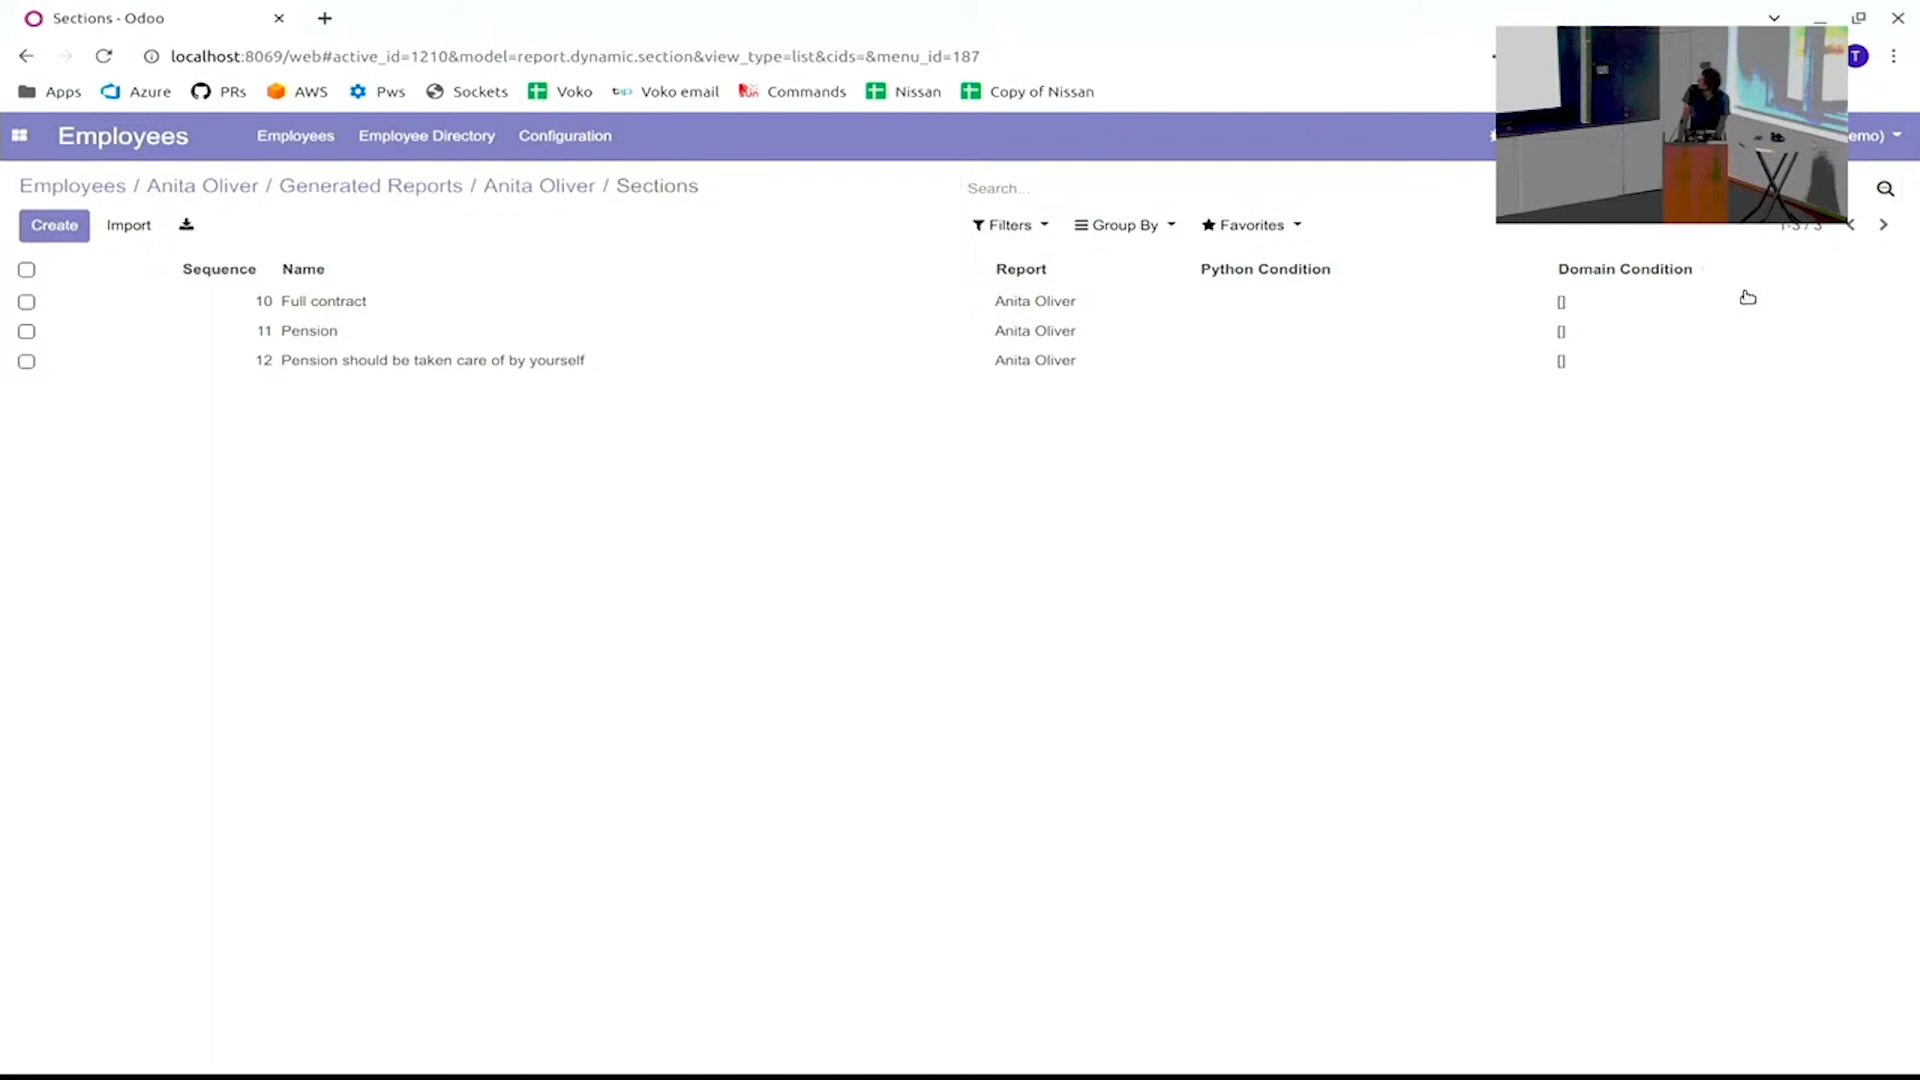 Sections - Odoo
localhost:8069/web#active_id=1210&model=report.dynamic.section&view_type=list&cids=&menu_id=187
T
Apps Azure PRs AWS Pws Sockets Voko Voko email Commands Nissan Copy of Nissan
Employees Employees Employee Directory Configuration emo)
Employees / Anita Oliver / Generated Reports / Anita Oliver / Sections
Search...
Create Import Filters Group By Favorites 1-3 / 3
Sequence Name Report Python Condition Domain Condition
10 Full contract Anita Oliver []
11 Pension Anita Oliver []
12 Pension should be taken care of by yourself Anita Oliver []